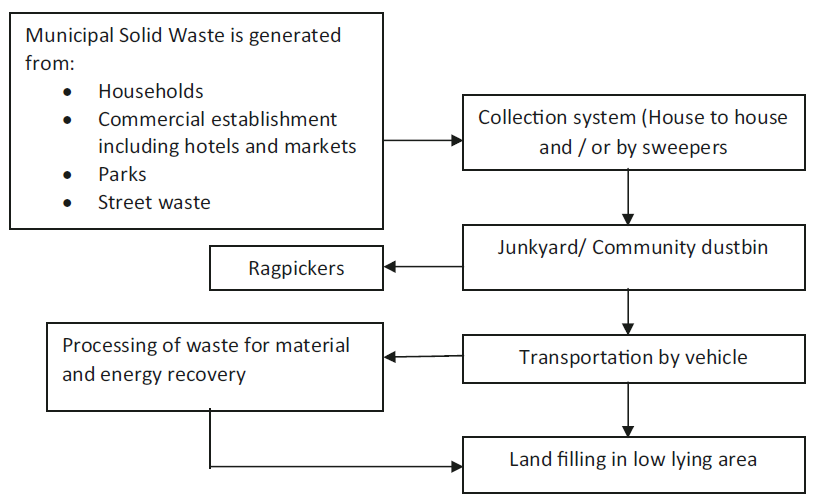 Municipal Solid Waste is generated
from:
• Households
• Commercial establishment
including hotels and markets
• Parks
• Street waste
Collection system (House to house
and / or by sweepers
Junkyard/ Community dustbin
Ragpickers
Processing of waste for material
and energy recovery
Transportation by vehicle
Land filling in low lying area